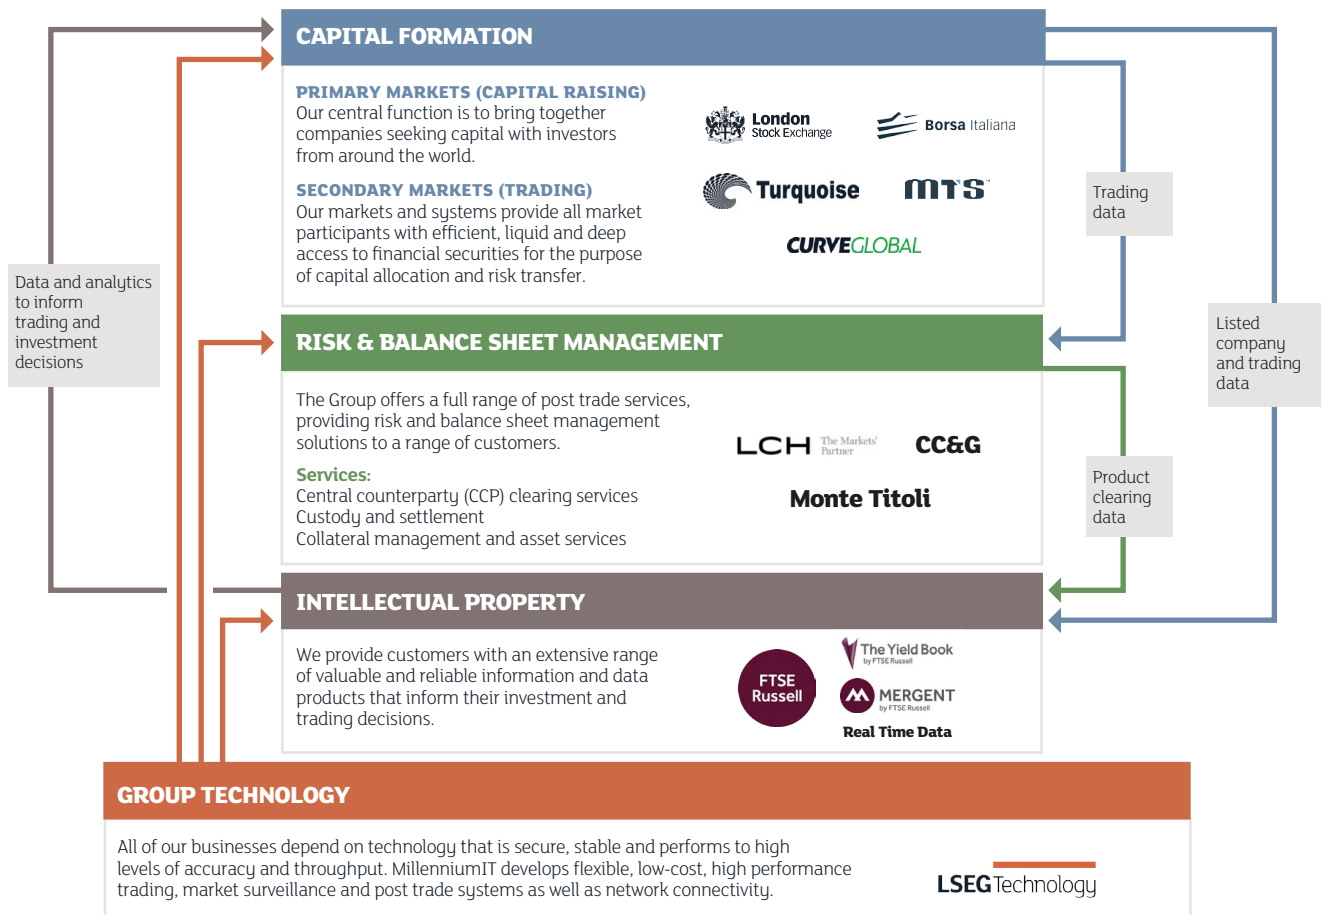 CAPITAL FORMATION
PRIMARY MARKETS (CAPITAL RAISING)
Our central function is to bring together
companies seeking capital with investors
from around the world.
SECONDARY MARKETS (TRADING)
Our markets and systems provide all market
participants with efficient, liquid and deep
access to financial securities for the purpose
of capital allocation and risk transfer.
London
Stock Exchange
Borsa Italiana
Turquoise
MTS
CURVEGLOBAL
Trading
data
Data and analytics
to inform
trading and
investment
decisions
Listed
company
and trading
data
RISK & BALANCE SHEET MANAGEMENT
The Group offers a full range of post trade services,
providing risk and balance sheet management
solutions to a range of customers.
Services:
Central counterparty (CCP) clearing services
Custody and settlement
Collateral management and asset services
LCH The Markets'
Partner
CC&G
Monte Titoli
Product
clearing
data
INTELLECTUAL PROPERTY
We provide customers with an extensive range
of valuable and reliable information and data
products that inform their investment and
trading decisions.
FTSE
Russell
The Yield Book
by FTSE Russell
MERGENT
by FTSE Russell
Real Time Data
GROUP TECHNOLOGY
All of our businesses depend on technology that is secure, stable and performs to high
levels of accuracy and throughput. MillenniumIT develops flexible, low-cost, high performance
trading, market surveillance and post trade systems as well as network connectivity.
LSEG Technology